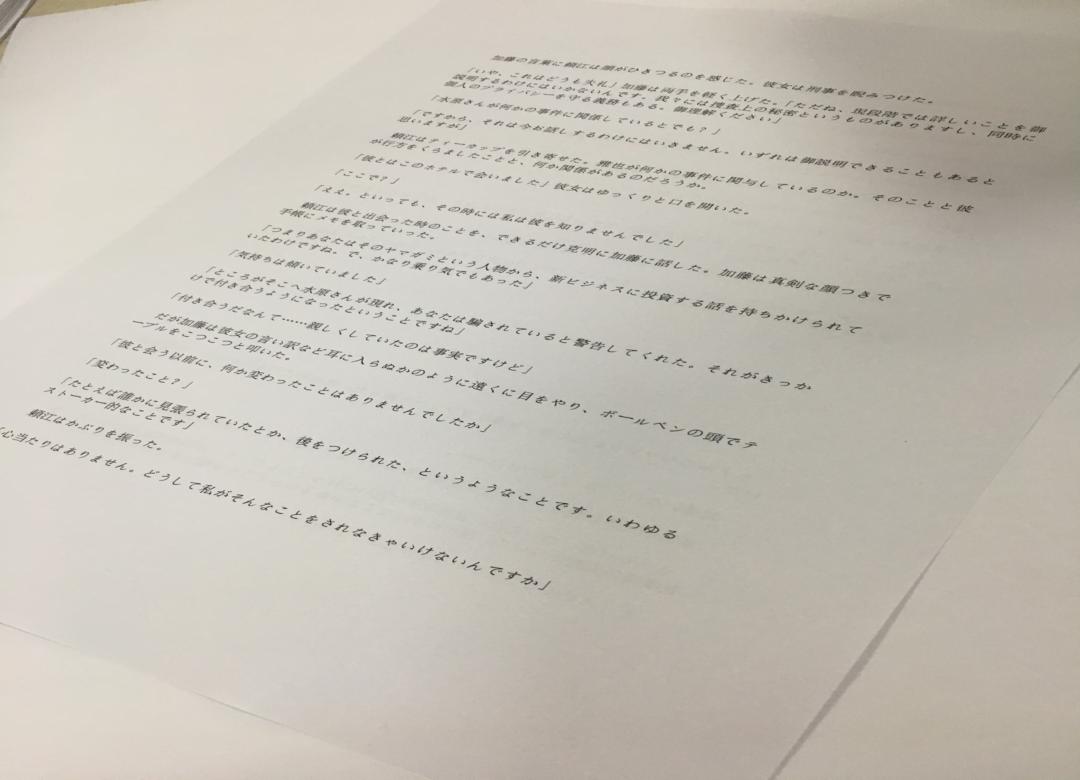 加藤の言葉に頼江は顔がひきつるのを感じた。彼女は刑事を睨みつけた。
「いや、これはどうも失礼」加藤は両手を軽く上げた。「ただね、現段階では詳しいことを御
説明するわけにはいかないんです。我々には捜査上の秘密というものがありますし、同時に
個人のプライバシーを守る義務もある。御理解ください」
「水原さんが何かの事件に関係しているとでも？」
「ですから、それは今お話しするわけにはいきません。いずれは御説明できることもあると
思いますが」
頼江はティーカップを引き寄せた。雅也が何かの事件に関与しているのか。そのことと彼
が行方をくらましたことと、何か関係があるのだろうか。
「彼とはこのホテルで会いました」彼女はゆっくりと口を開いた。
「ここで？」
「ええ。といっても、その時には私は彼を知りませんでした」
頼江は彼と出会った時のことを、できるだけ克明に加藤に話した。加藤は真剣な顔つきで
手帳にメモを取っていった。
「つまりあなたはそのヤマガミという人物から、新ビジネスに投資する話を持ちかけられて
いたわけですね。で、かなり乗り気でもあった」
「気持ちは傾いていました」
「ところがそこへ水原さんが現れ、あなたは騙されていると警告してくれた。それがきっか
けで付き合うようになったということですね」
「付き合うだなんて……親しくしていたのは事実ですけど」
だが加藤は彼女の言い訳など耳に入らぬかのように遠くに目をやり、ボールペンの頭でテ
ーブルをこつこつと叩いた。
「彼と会う以前に、何か変わったことはありませんでしたか」
「変わったこと？」
「たとえば誰かに見張られていたとか、後をつけられた、というようなことです。いわゆる
ストーカー的なことです」
頼江はかぶりを振った。
「心当たりはありません。どうして私がそんなことをされなきゃいけないんですか」